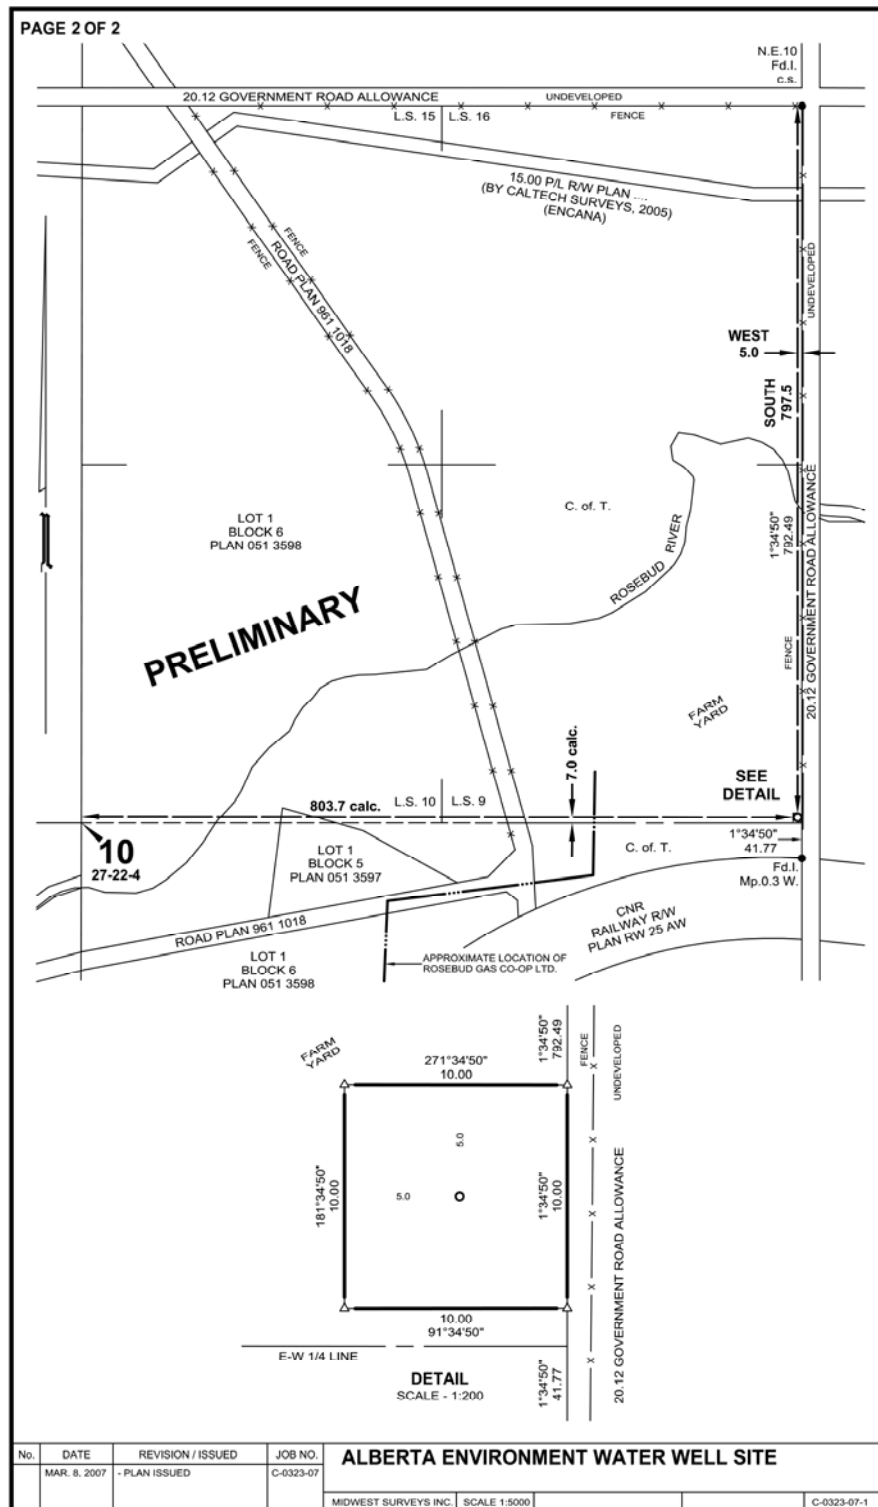 PAGE 2 OF 2
N.E.10
Fd.I.
c.s.
20.12 GOVERNMENT ROAD ALLOWANCE
UNDEVELOPED
FENCE
L.S. 15
L.S. 16
15.00 P/L R/W PLAN ....
(BY CALTECH SURVEYS, 2005)
(ENCANA)
FENCE
FENCE
ROAD PLAN 961 1018
UNDEVELOPED
WEST
5.0
SOUTH
797.5
LOT 1
BLOCK 6
PLAN 051 3598
C. of. T.
ROSEBUD RIVER
1°34'50"
792.49
20.12 GOVERNMENT ROAD ALLOWANCE
FENCE
PRELIMINARY
FARM
YARD
7.0 calc.
SEE
DETAIL
803.7 calc.
L.S. 10
L.S. 9
10
27-22-4
LOT 1
BLOCK 5
PLAN 051 3597
C. of. T.
1°34'50"
41.77
Fd.I.
Mp.0.3 W.
CNR
RAILWAY R/W
PLAN RW 25 AW
ROAD PLAN 961 1018
LOT 1
BLOCK 6
PLAN 051 3598
APPROXIMATE LOCATION OF
ROSEBUD GAS CO-OP LTD.
FARM
YARD
271°34'50"
10.00
1°34'50"
792.49
FENCE
UNDEVELOPED
181°34'50"
10.00
5.0
5.0
1°34'50"
10.00
20.12 GOVERNMENT ROAD ALLOWANCE
10.00
91°34'50"
E-W 1/4 LINE
DETAIL
SCALE - 1:200
1°34'50"
41.77
No. DATE REVISION / ISSUED JOB NO.
MAR. 8, 2007 - PLAN ISSUED C-0323-07
ALBERTA ENVIRONMENT WATER WELL SITE
MIDWEST SURVEYS INC. SCALE 1:5000 C-0323-07-1